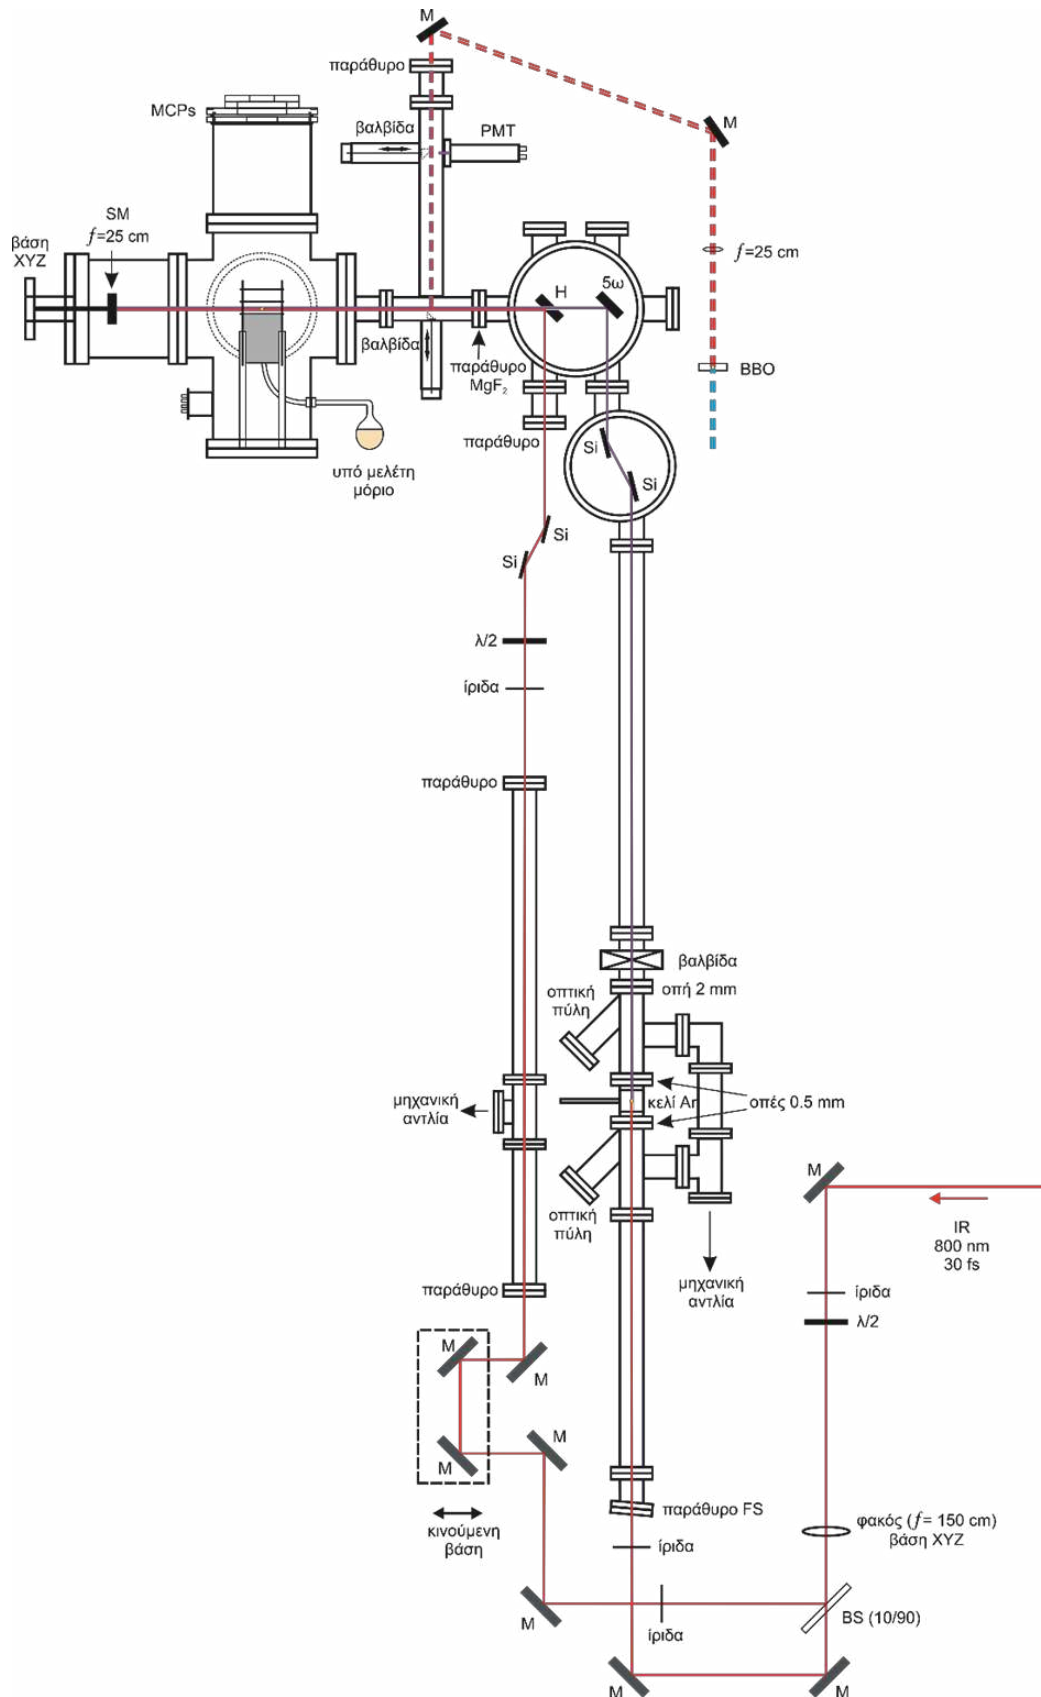 M
παράθυρο
MCPs
βαλβίδα
PMT
M
SM
f=25 cm
βάση
XYZ
f=25 cm
5ω
H
βαλβίδα
παράθυρο
MgF₂
BBO
παράθυρο
υπό μελέτη
μόριο
Si
Si
Si
Si
λ/2
ίριδα
παράθυρο
βαλβίδα
οπή 2 mm
οπτική
πύλη
μηχανική
αντλία
κελί Ar
οπές 0.5 mm
οπτική
πύλη
M
IR
800 nm
30 fs
μηχανική
αντλία
παράθυρο
ίριδα
λ/2
M
M
M
M
παράθυρο FS
κινούμενη
βάση
φακός (f= 150 cm)
βάση XYZ
ίριδα
M
ίριδα
BS (10/90)
M
M